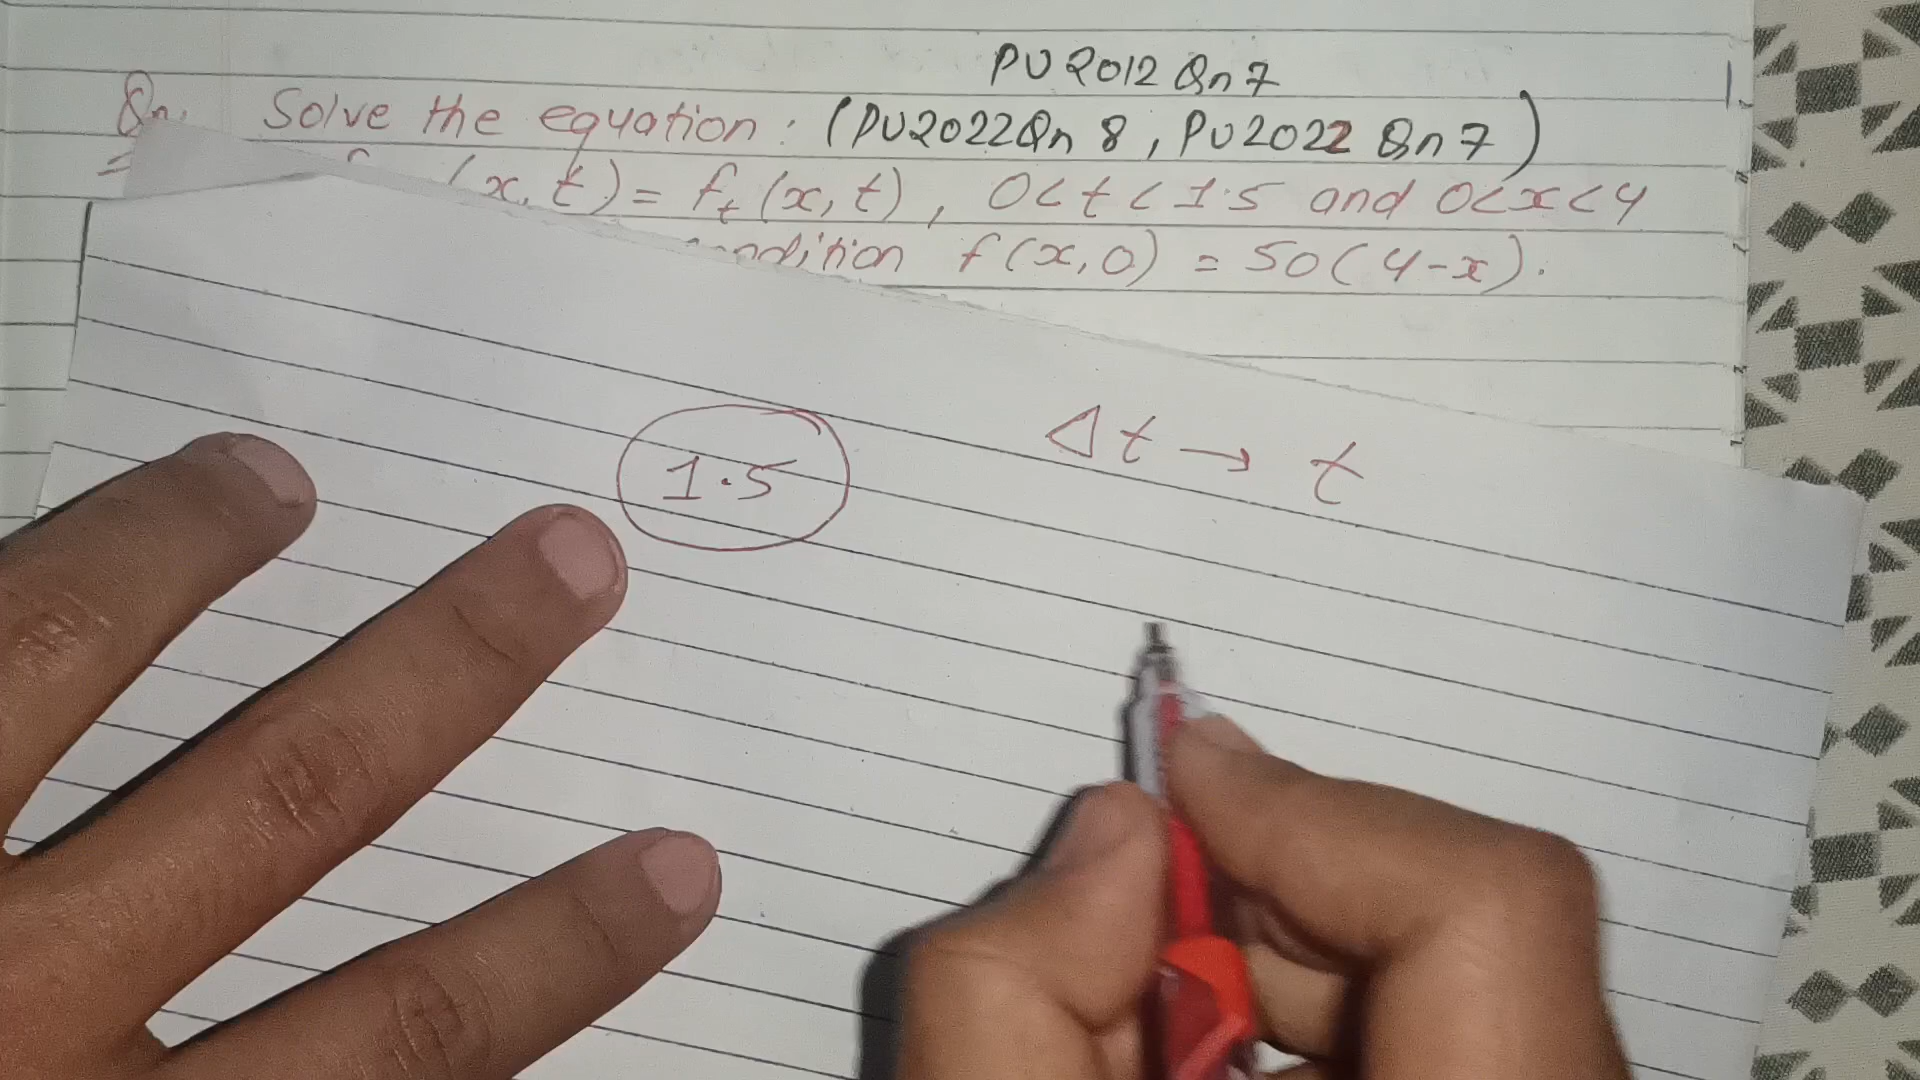 PU 2012 Qn 7
Qn. Solve the equation : (PU2022Qn 8, PU2022 Qn 7)
(x, t) = f_t (x, t), 0 < t < 1.5 and 0 < x < 4
f(x, 0) = 50(4-x).
1.5
Δt → t